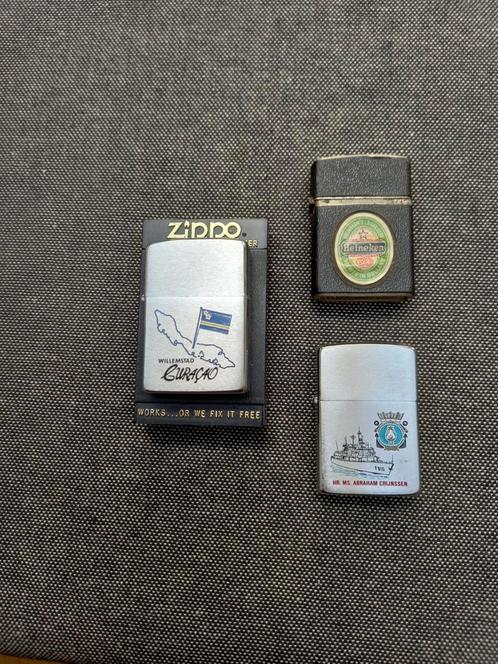 Zippo
WILLEMSTAD
CURAÇAO
WORKS...OR WE FIX IT FREE
Heineken
HR. MS. ABRAHAM CRIJNSSEN